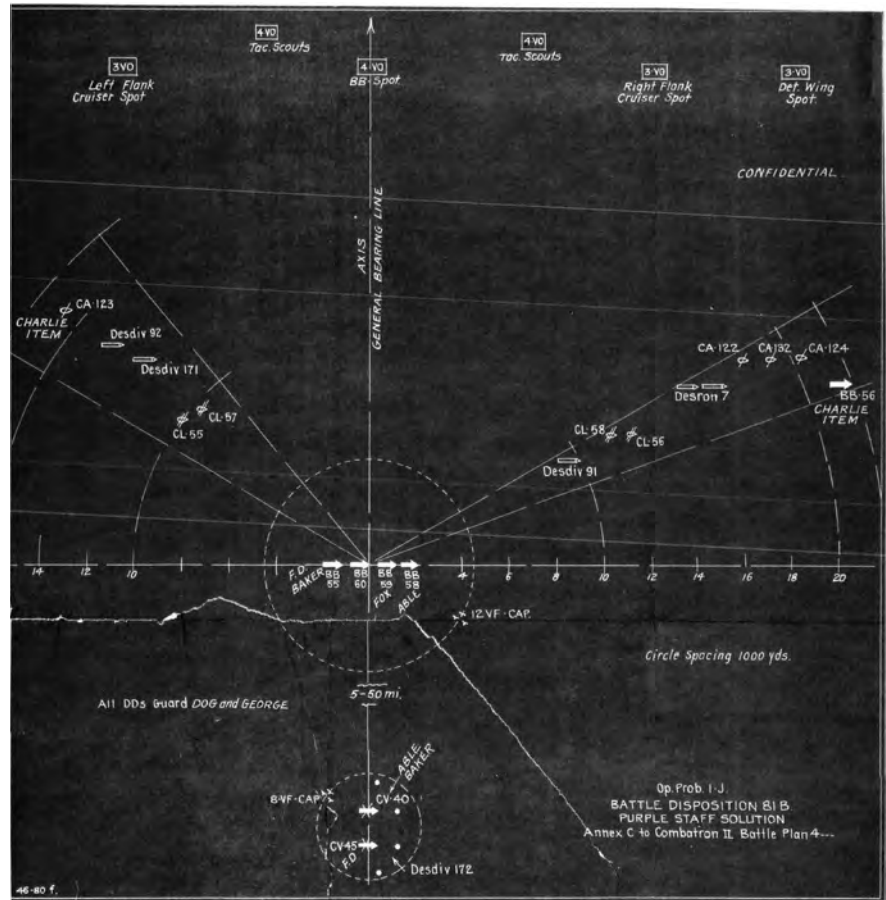 4-VO
Tac. Scouts
3VO
Left Flank
Cruiser Spot
4-VO
BB-Spot
4-VO
Tac. Scouts
3-VO
Right Flank
Cruiser Spot
3-VO
Det. Wing
Spot.
CONFIDENTIAL
AXIS
GENERAL BEARING LINE
CA-123
CHARLIE
ITEM
Desdiv 92
Desdiv 171
CL-57
CL-55
CA-122
CA-132
CA-124
Desron 7
BB-56
CHARLIE
ITEM
CL-58
CL-56
Desdiv 91
14 12 10
F.D.
BAKER
BB
55
BB
60
BB
59
BB
58
FOX
ABLE
4 6 8 10 12 14 16 18 20
12 VF-CAP.
Circle Spacing 1000 yds.
5-50 mi.
All DDs Guard DOG and GEORGE
ABLE
BAKER
8-VF-CAP
CV-40
CV45
F.D
Desdiv 172
Op. Prob. I-J.
BATTLE DISPOSITION 81 B
PURPLE STAFF SOLUTION
Annex C to Combatron II Battle Plan 4---
46-80 f.